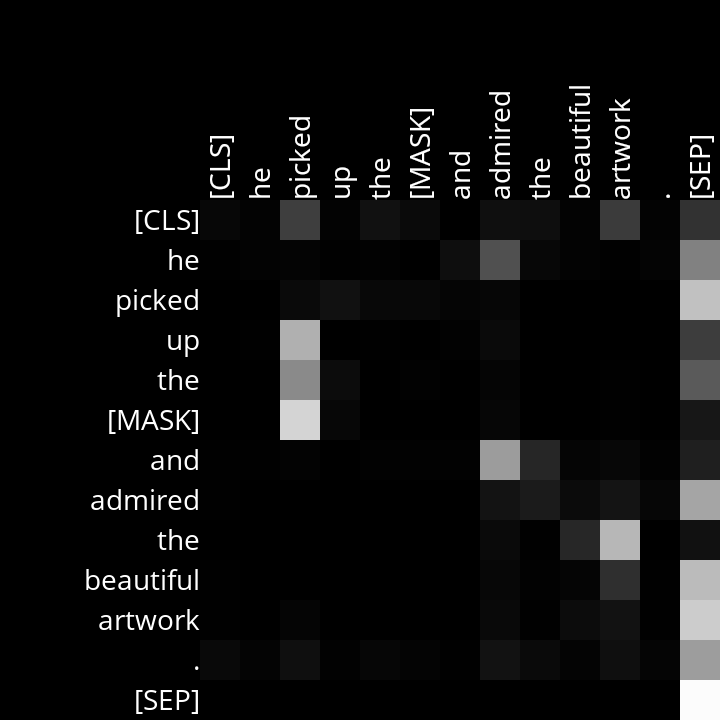 [CLS] he picked up the [MASK] and admired the beautiful artwork . [SEP]
[CLS]
he
picked
up
the
[MASK]
and
admired
the
beautiful
artwork
.
[SEP]